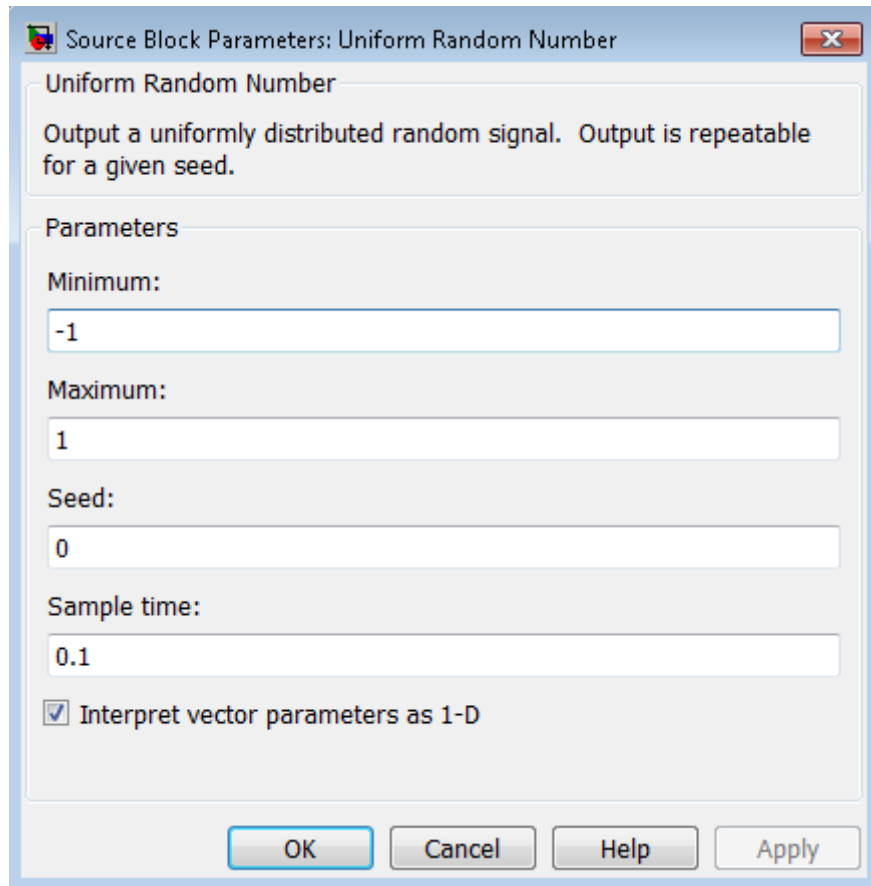 Source Block Parameters: Uniform Random Number
Uniform Random Number
Output a uniformly distributed random signal.  Output is repeatable
for a given seed.
Parameters
Minimum:
-1
Maximum:
1
Seed:
0
Sample time:
0.1
Interpret vector parameters as 1-D
OK Cancel Help Apply